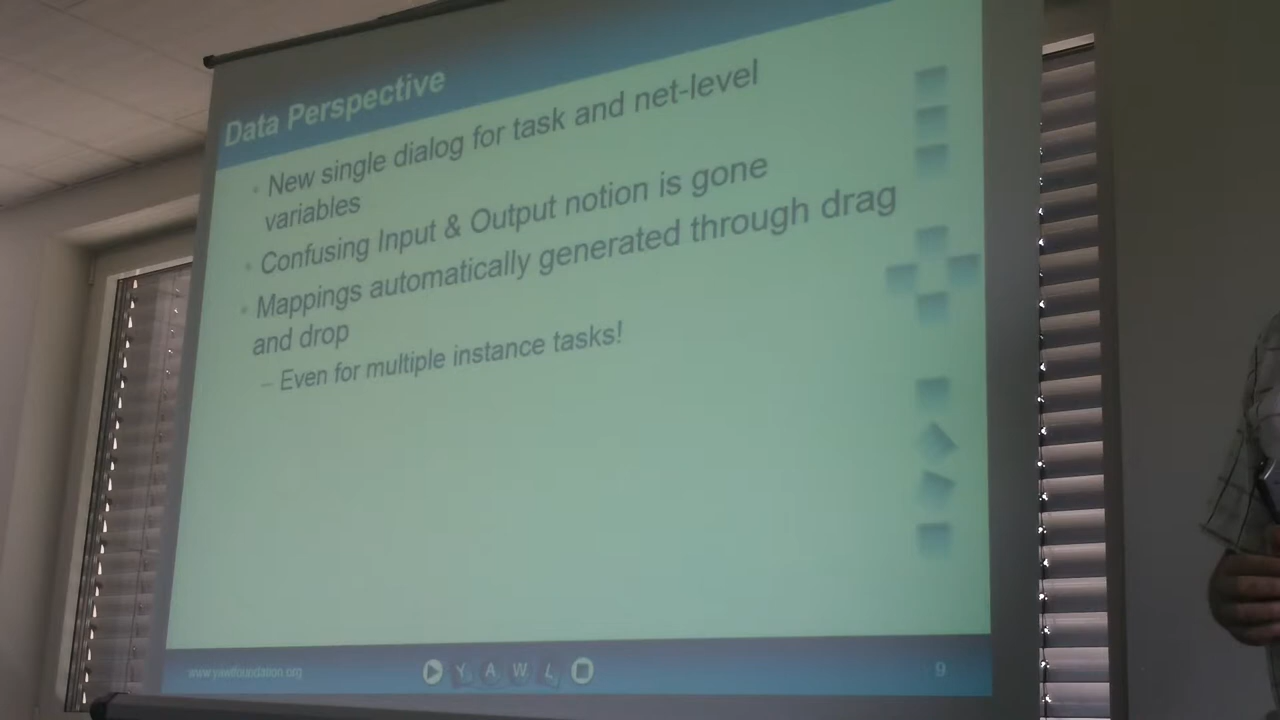 Data Perspective
• New single dialog for task and net-level
variables
• Confusing Input & Output notion is gone
• Mappings automatically generated through drag
and drop
– Even for multiple instance tasks!
www.yawlfoundation.org
Y A W L
9